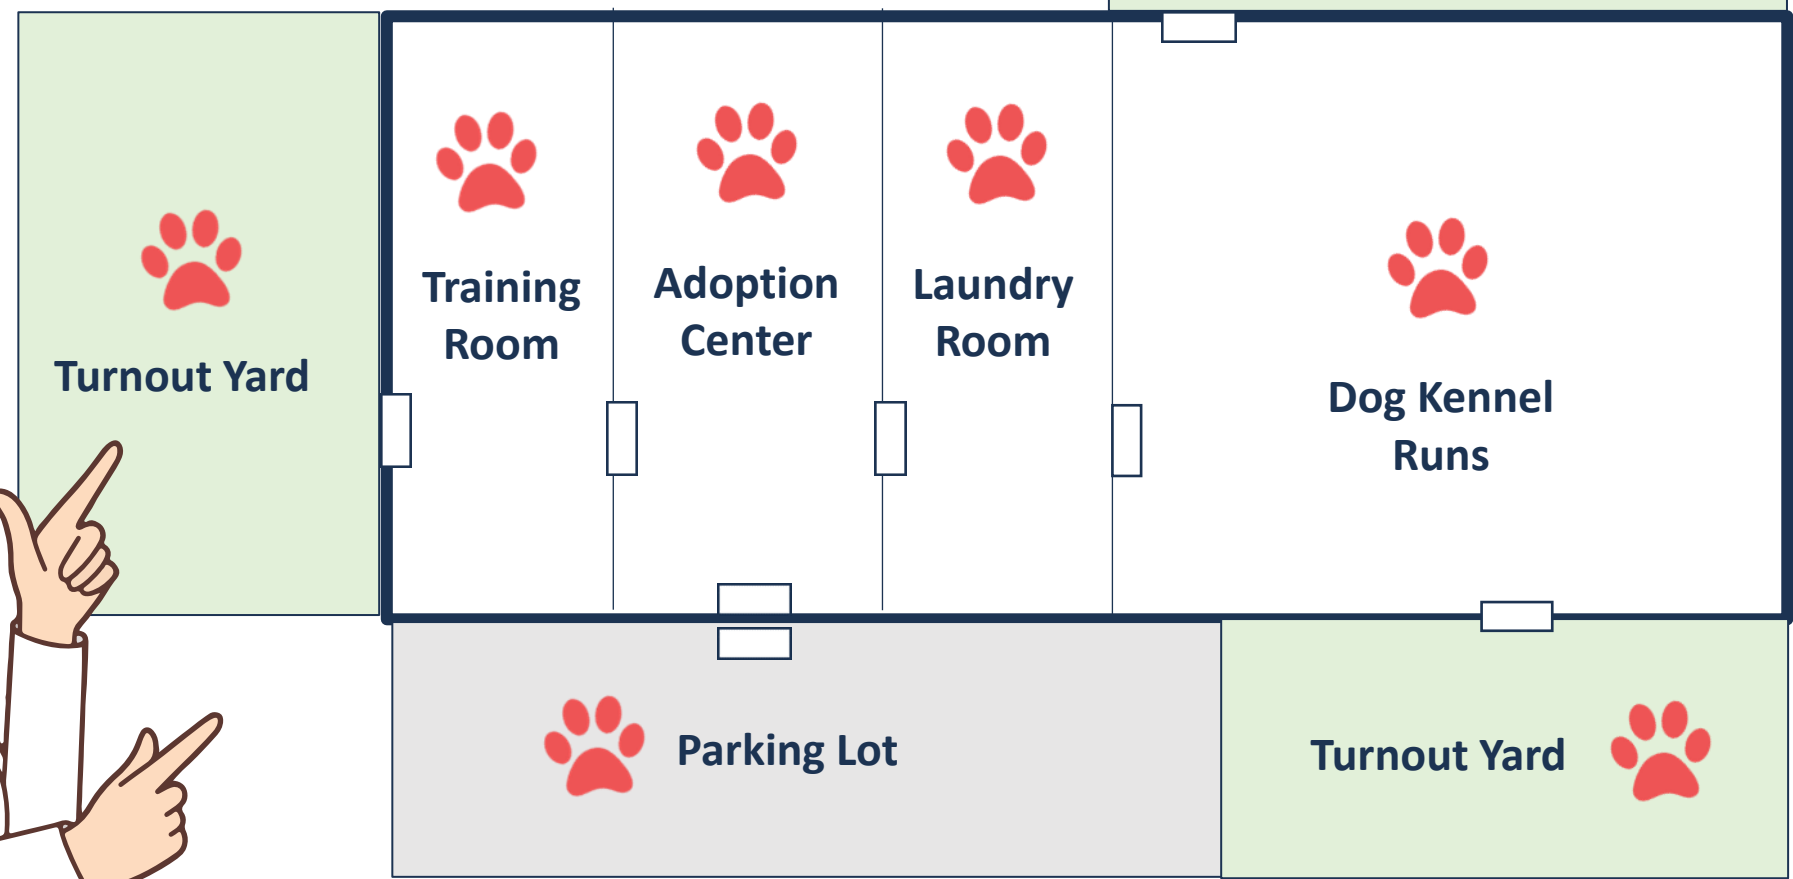 Turnout Yard
Training
Room
Adoption
Center
Laundry
Room
Dog Kennel
Runs
Parking Lot
Turnout Yard